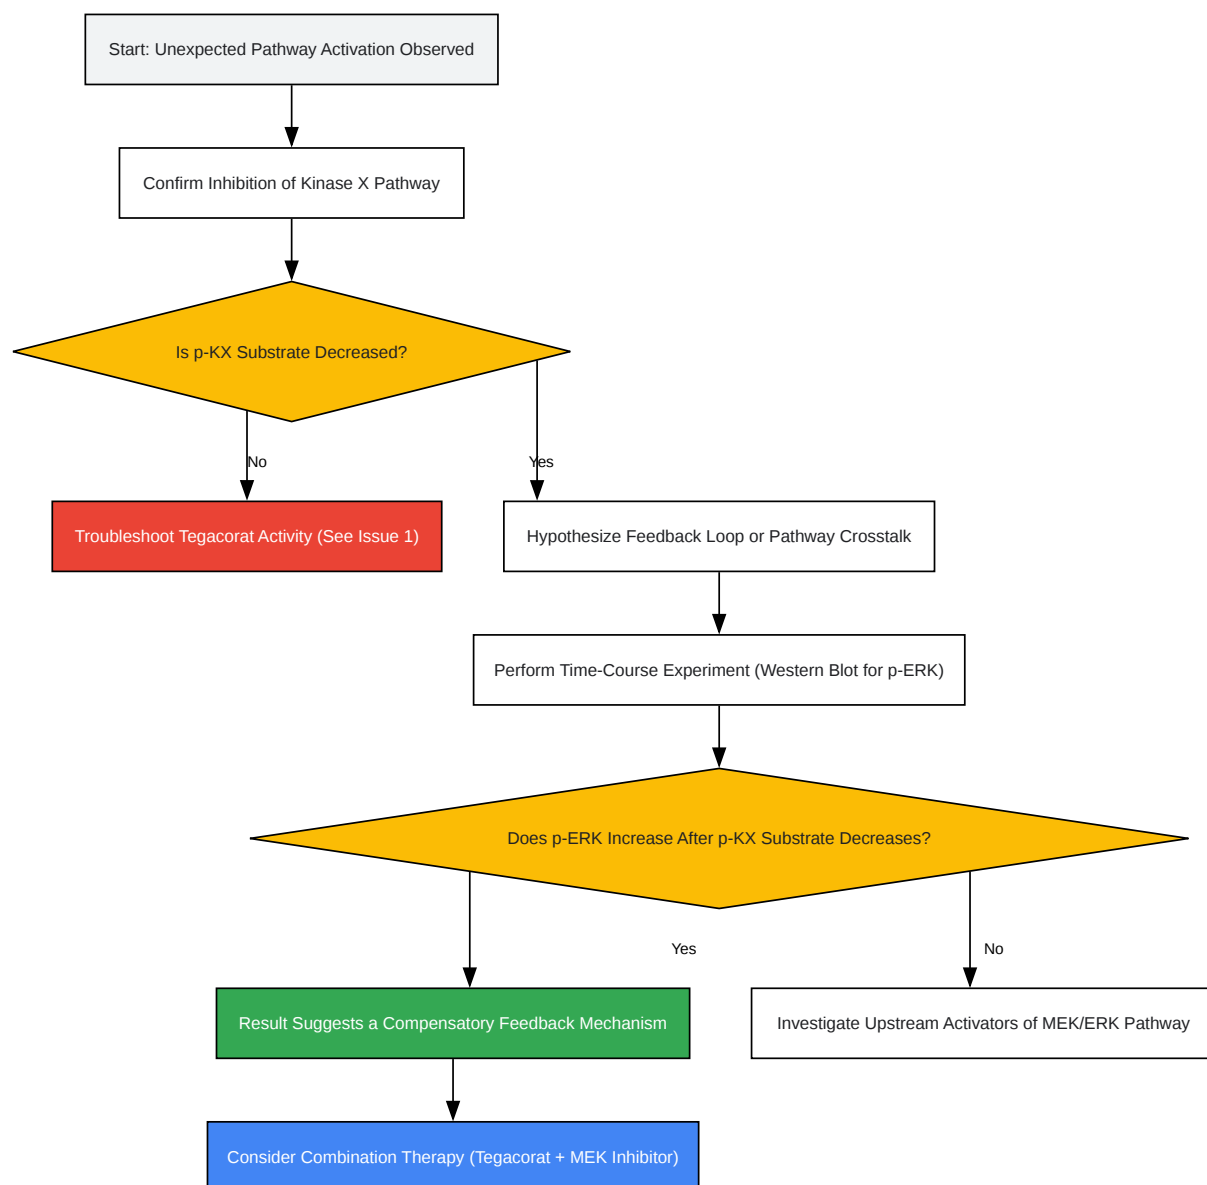 Start: Unexpected Pathway Activation Observed
Confirm Inhibition of Kinase X Pathway
Is p-KX Substrate Decreased?
No
Yes
Troubleshoot Tegacorat Activity (See Issue 1)
Hypothesize Feedback Loop or Pathway Crosstalk
Perform Time-Course Experiment (Western Blot for p-ERK)
Does p-ERK Increase After p-KX Substrate Decreases?
Yes
No
Result Suggests a Compensatory Feedback Mechanism
Investigate Upstream Activators of MEK/ERK Pathway
Consider Combination Therapy (Tegacorat + MEK Inhibitor)